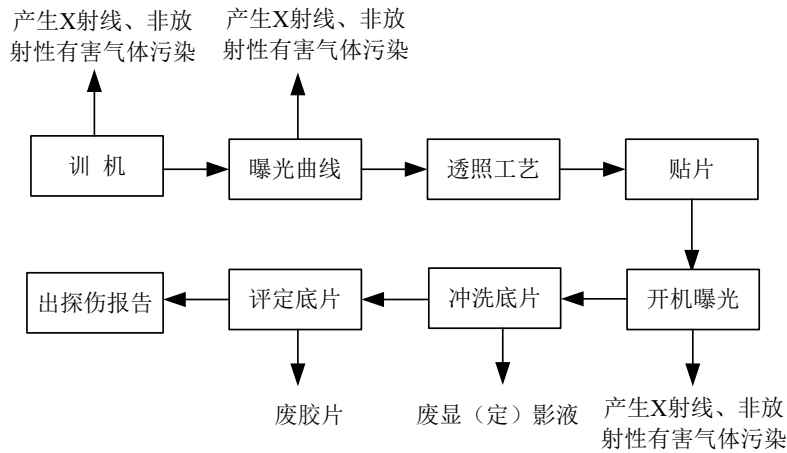 产生X射线、非放
射性有害气体污染
产生X射线、非放
射性有害气体污染
训 机
曝光曲线
透照工艺
贴片
出探伤报告
评定底片
冲洗底片
开机曝光
废胶片
废显（定）影液
产生X射线、非放
射性有害气体污染